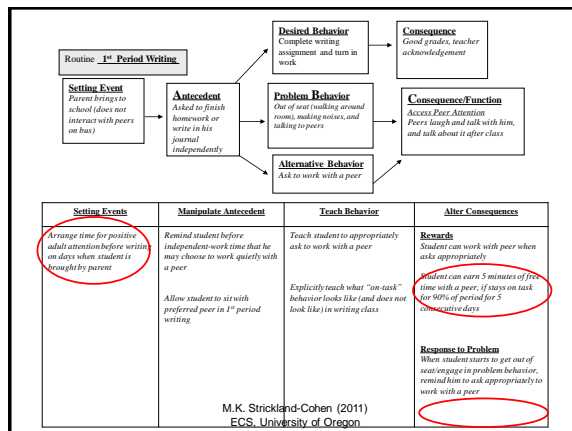 Desired Behavior
Complete writing
assignment and turn in
work
Consequence
Good grades, teacher
acknowledgement
Routine 1st Period Writing
Setting Event
Parent brings to
school (does not
interact with peers
on bus)
Antecedent
Asked to finish
homework or
write in his
journal
independently
Problem Behavior
Out of seat (walking around
room), making noises, and
talking to peers
Consequence/Function
Access Peer Attention
Peers laugh and talk with him,
and talk about it after class
Alternative Behavior
Ask to work with a peer
Setting Events
Manipulate Antecedent
Teach Behavior
Alter Consequences
Arrange time for positive
adult attention before writing
on days when student is
brought by parent
Remind student before
independent-work time that he
may choose to work quietly with
a peer
Allow student to sit with
preferred peer in 1st period
writing
Teach student to appropriately
ask to work with a peer
Explicitly teach what "on-task"
behavior looks like (and does not
look like) in writing class
Rewards
Student can work with peer when
asks appropriately
Student can earn 5 minutes of free
time with a peer, if stays on task
for 90% of period for 5
consecutive days
Response to Problem
When student starts to get out of
seat/engage in problem behavior,
remind him to ask appropriately to
work with a peer
M.K. Strickland-Cohen (2011)
ECS, University of Oregon